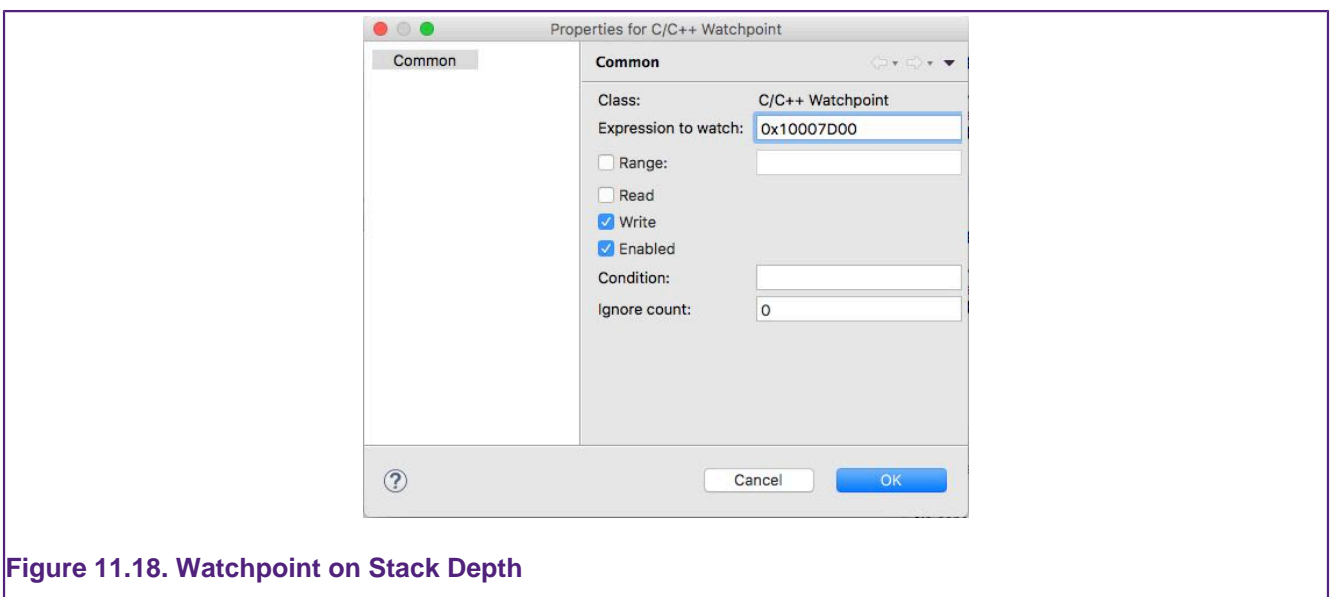 Properties for C/C++ Watchpoint
Common
Common
Class: C/C++ Watchpoint
Expression to watch: 0x10007D00
Range:
Read
Write
Enabled
Condition:
Ignore count: 0
?
Cancel OK
Figure 11.18. Watchpoint on Stack Depth